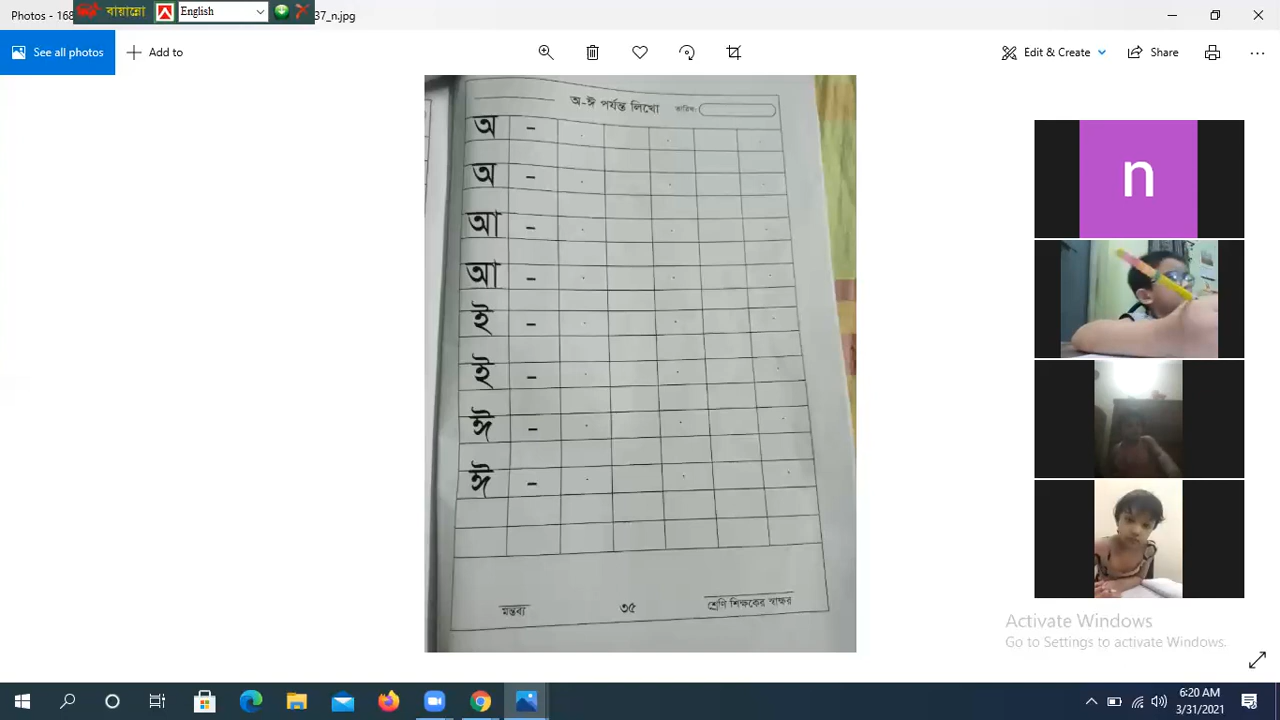 Photos - 168
বায়ান্নো
English
37_n.jpg
See all photos
Add to
Edit & Create
Share
অ-ঈ পর্যন্ত লিখো
তারিখ:
অ -
অ -
আ -
আ -
ই -
ই -
ঈ -
ঈ -
মন্তব্য
৩৫
শ্রেণি শিক্ষকের স্বাক্ষর
n
Activate Windows
Go to Settings to activate Windows.
6:20 AM
3/31/2021